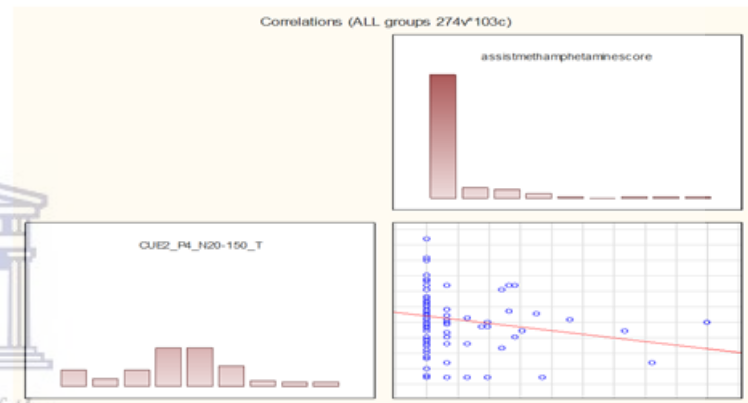 Correlations (ALL groups 274v*103c)
assistmethamphetaminescore
CUE2_P4_N20-150_T